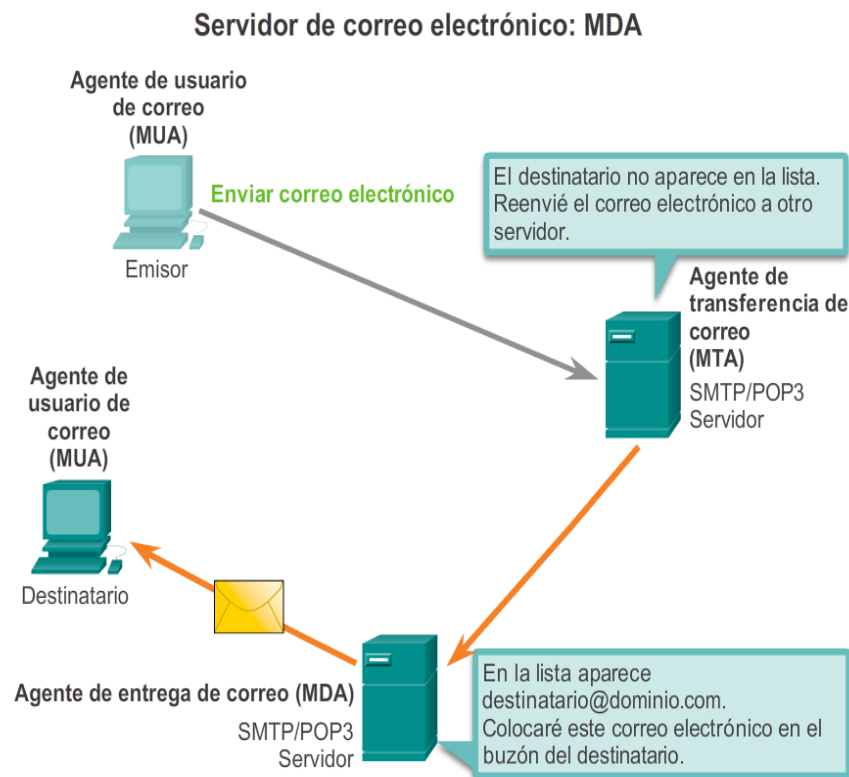 Servidor de correo electrónico: MDA
Agente de usuario
de correo
(MUA)
Enviar correo electrónico
Emisor
El destinatario no aparece en la lista.
Reenvié el correo electrónico a otro
servidor.
Agente de
transferencia de
correo
(MTA)
SMTP/POP3
Servidor
Agente de
usuario de
correo
(MUA)
Destinatario
Agente de entrega de correo (MDA)
SMTP/POP3
Servidor
En la lista aparece
destinatario@dominio.com.
Colocaré este correo electrónico en el
buzón del destinatario.